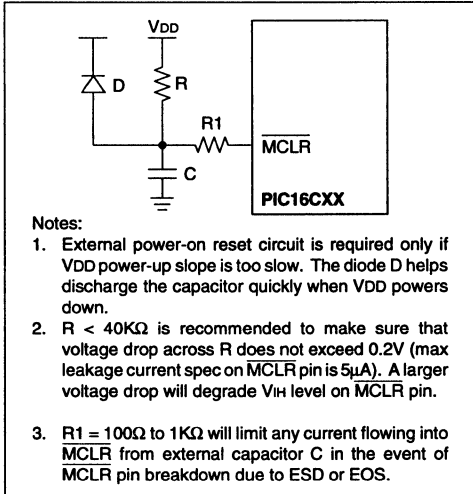 VDD
D
R
R1
MCLR
C
PIC16CXX
Notes:
1. External power-on reset circuit is required only if
VDD power-up slope is too slow. The diode D helps
discharge the capacitor quickly when VDD powers
down.
2. R < 40KΩ is recommended to make sure that
voltage drop across R does not exceed 0.2V (max
leakage current spec on MCLR pin is 5µA). A larger
voltage drop will degrade VIH level on MCLR pin.
3. R1 = 100Ω to 1KΩ will limit any current flowing into
MCLR from external capacitor C in the event of
MCLR pin breakdown due to ESD or EOS.